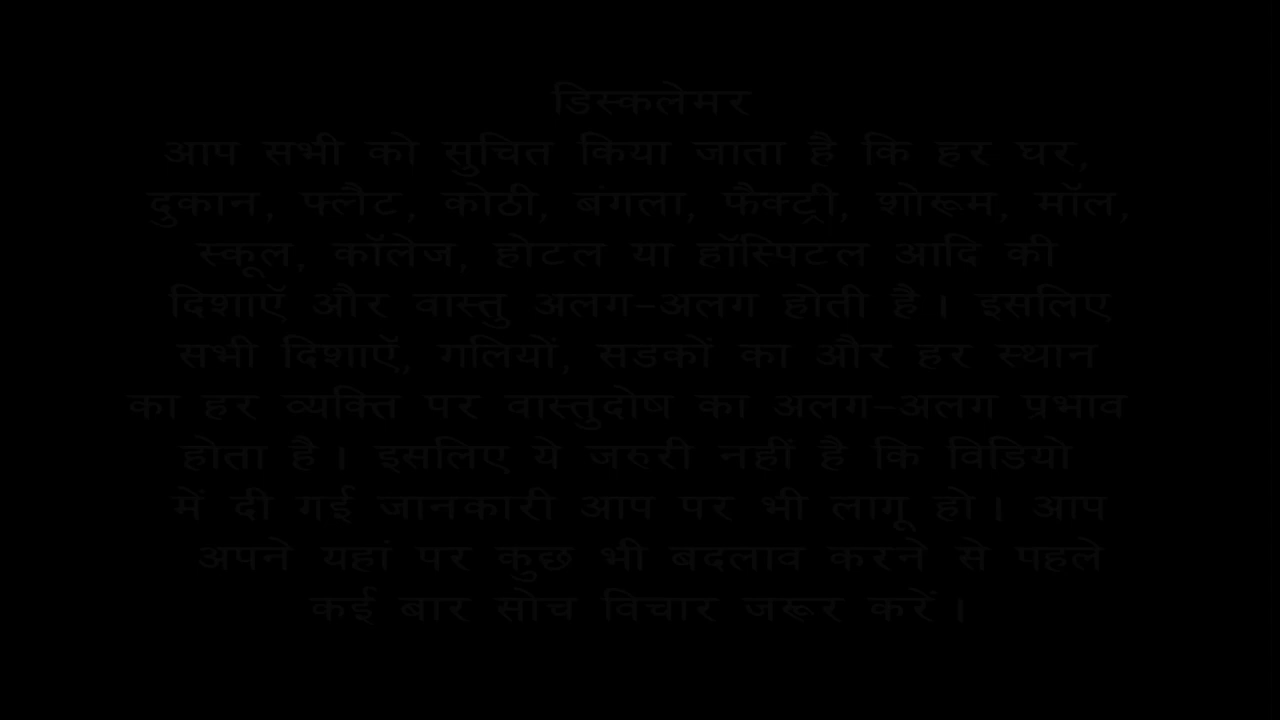 डिस्कलेमर
आप सभी को सुचित किया जाता है कि हर घर,
दुकान, फ्लैट, कोठी, बंगला, फैक्ट्री, शोरूम, मॉल,
स्कूल, कॉलेज, होटल या हॉस्पिटल आदि की
दिशाऍ और वास्तु अलग-अलग होती है। इसलिए
सभी दिशाऍ, गलियों, सडकों का और हर स्थान
का हर व्यक्ति पर वास्तुदोष का अलग-अलग प्रभाव
होता है। इसलिए ये जरुरी नहीं है कि विडियो
में दी गई जानकारी आप पर भी लागू हो। आप
अपने यहां पर कुछ भी बदलाव करने से पहले
कई बार सोच विचार जरूर करें।